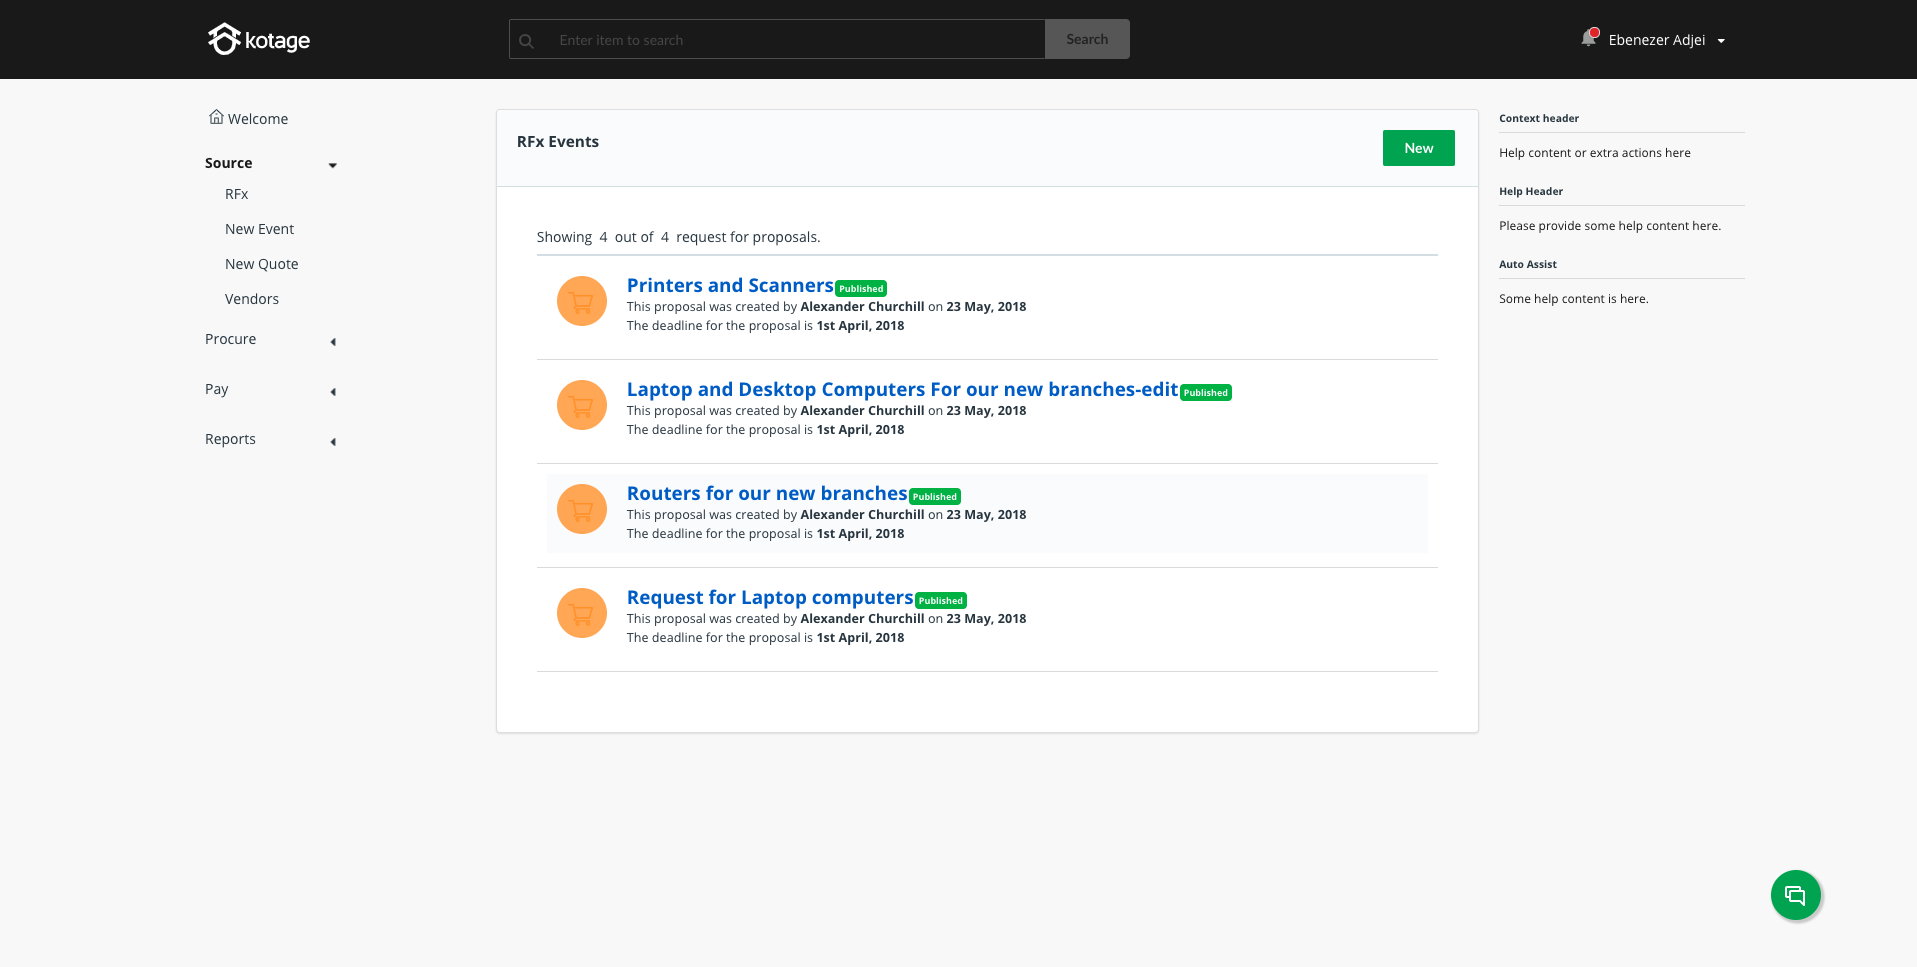 kotage
Enter item to search
Search
Ebenezer Adjei
Welcome
Source
RFx
New Event
New Quote
Vendors
Procure
Pay
Reports
RFx Events
New
Showing 4 out of 4 request for proposals.
Printers and Scanners Published
This proposal was created by Alexander Churchill on 23 May, 2018
The deadline for the proposal is 1st April, 2018
Laptop and Desktop Computers For our new branches-edit Published
This proposal was created by Alexander Churchill on 23 May, 2018
The deadline for the proposal is 1st April, 2018
Routers for our new branches Published
This proposal was created by Alexander Churchill on 23 May, 2018
The deadline for the proposal is 1st April, 2018
Request for Laptop computers Published
This proposal was created by Alexander Churchill on 23 May, 2018
The deadline for the proposal is 1st April, 2018
Context header
Help content or extra actions here
Help Header
Please provide some help content here.
Auto Assist
Some help content is here.